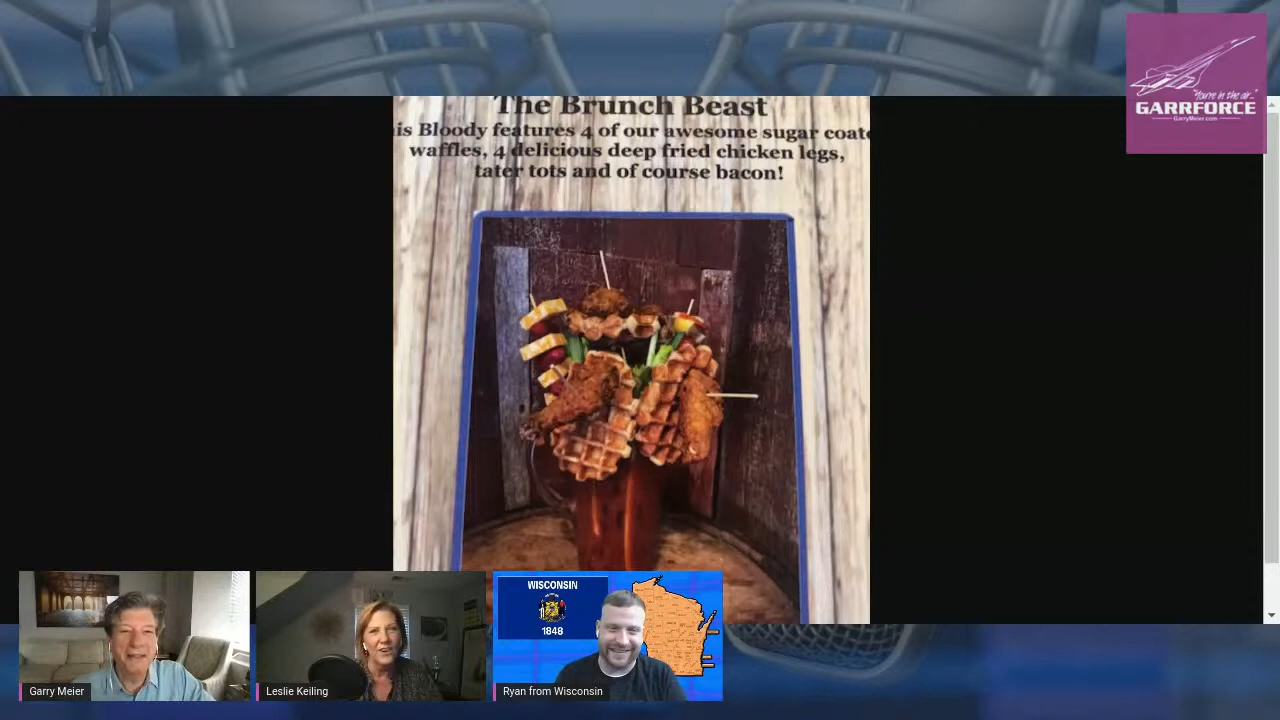 The Brunch Beast
is Bloody features 4 of our awesome sugar coate
waffles, 4 delicious deep fried chicken legs,
tater tots and of course bacon!
"You're in the air..."
GARRFORCE
GarryMeier.com
WISCONSIN
1848
Garry Meier
Leslie Keiling
Ryan from Wisconsin